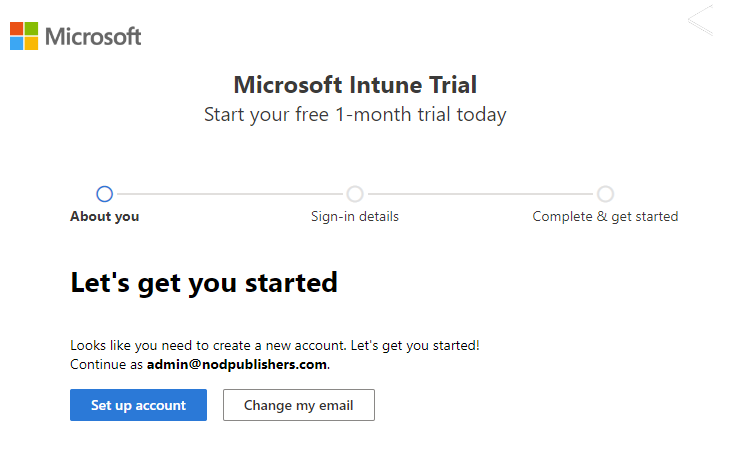 Microsoft
Microsoft Intune Trial
Start your free 1-month trial today
About you
Sign-in details
Complete & get started
Let's get you started
Looks like you need to create a new account. Let's get you started!
Continue as admin@nodpublishers.com.
Set up account
Change my email